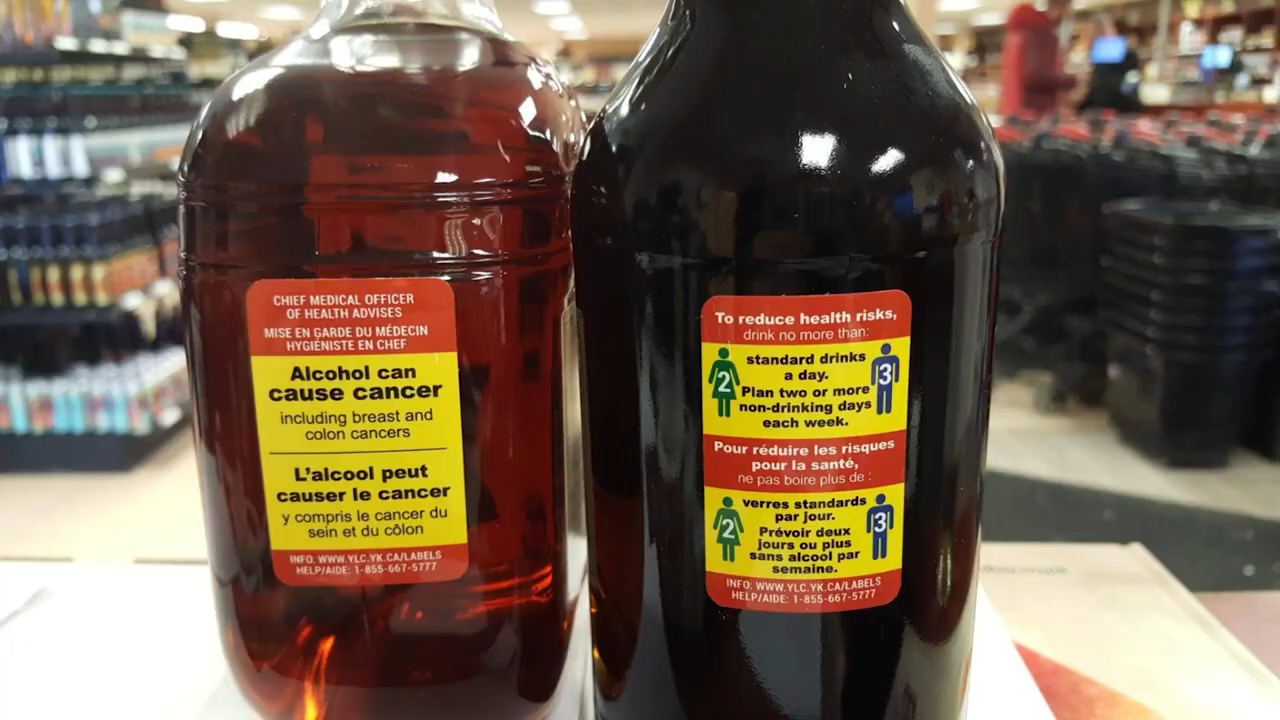 CHIEF MEDICAL OFFICER
OF HEALTH ADVISES
MISE EN GARDE DU MÉDECIN
HYGIÉNISTE EN CHEF
Alcohol can
cause cancer
including breast and
colon cancers
L'alcool peut
causer le cancer
y compris le cancer du
sein et du côlon
INFO: WWW.YLC.YK.CA/LABELS
HELP/AIDE: 1-855-667-5777
To reduce health risks,
drink no more than:
2 standard drinks 3
a day.
Plan two or more
non-drinking days
each week.
Pour réduire les risques
pour la santé,
ne pas boire plus de :
2 verres standards 3
par jour.
Prévoir deux
jours ou plus
sans alcool par
semaine.
INFO: WWW.YLC.YK.CA/LABELS
HELP/AIDE: 1-855-667-5777